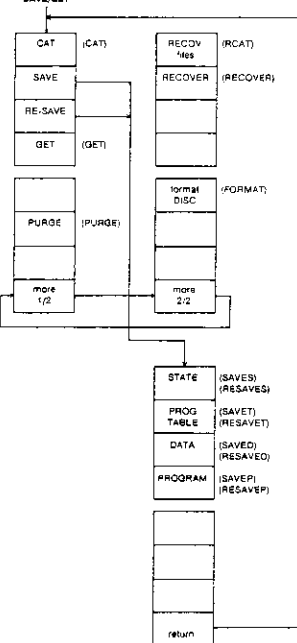 SAVE/GET
CAT (CAT)
SAVE
RE-SAVE
GET (GET)
PURGE (PURGE)
more
1/2
RECOV
files (RCAT)
RECOVER (RECOVER)
format
DISC (FORMAT)
more
2/2
STATE (SAVES)
(RESAVES)
PROG
TABLE (SAVET)
(RESAVET)
DATA (SAVED)
(RESAVED)
PROGRAM (SAVEP)
(RESAVEP)
return